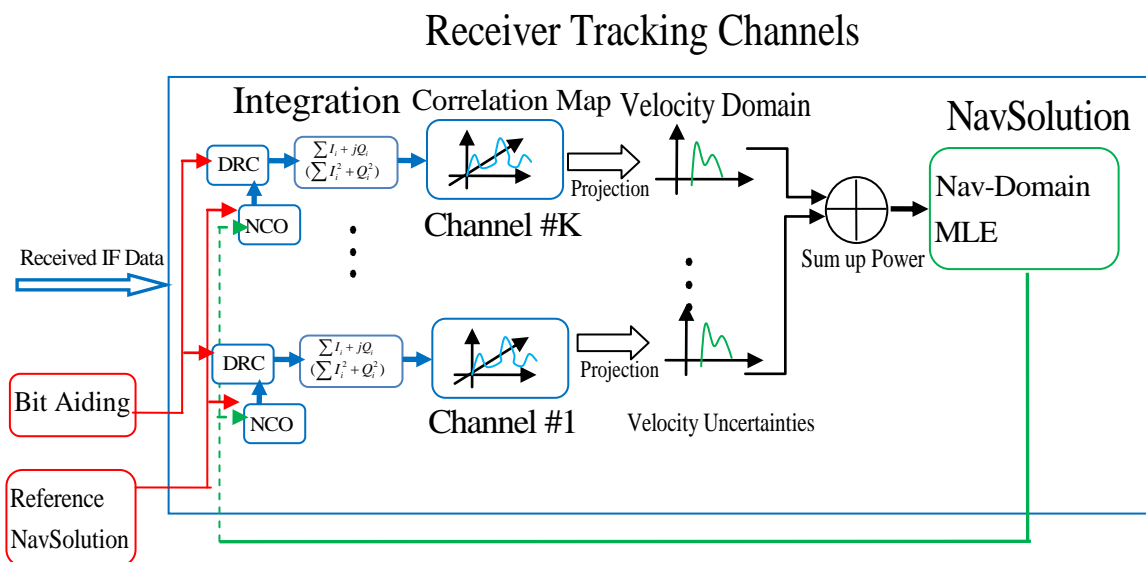 Receiver Tracking Channels
Integration
Correlation Map
Velocity Domain
NavSolution
DRC
∑ I_i + jQ_i
(∑ I_i^2 + Q_i^2)
Projection
Nav-Domain
MLE
NCO
Channel #K
Received IF Data
Sum up Power
DRC
∑ I_i + jQ_i
(∑ I_i^2 + Q_i^2)
Projection
Bit Aiding
NCO
Channel #1
Velocity Uncertainties
Reference
NavSolution